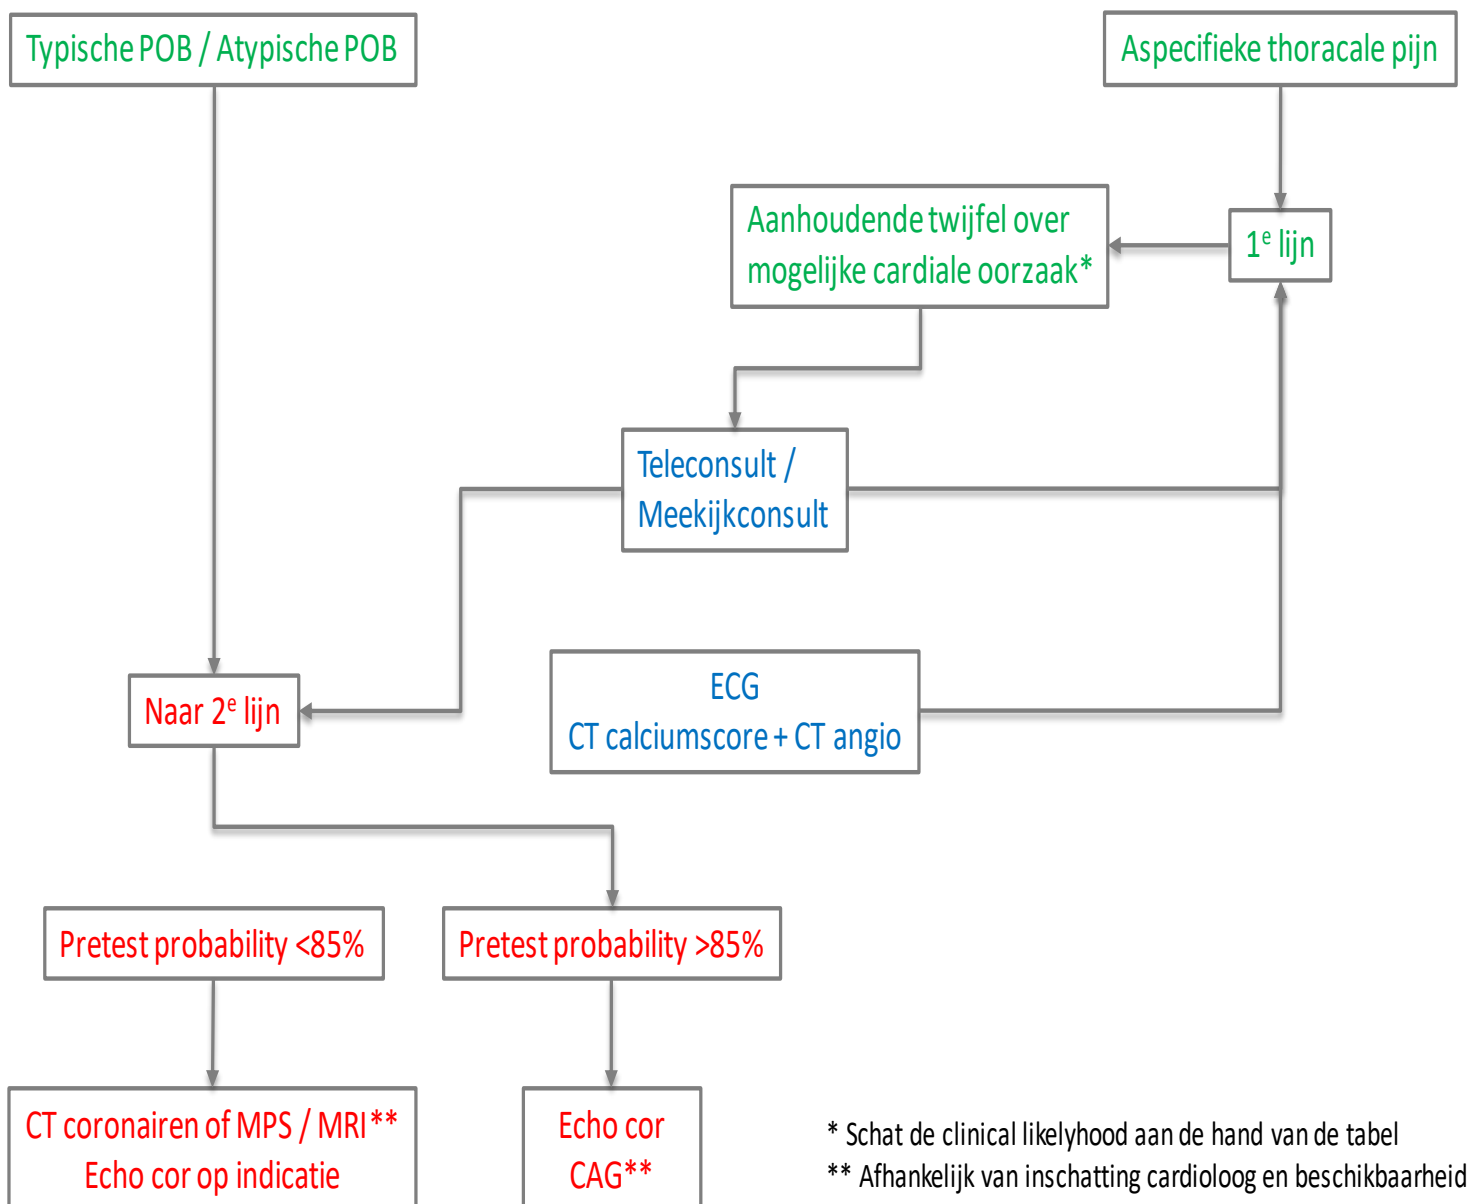 Typische POB / Atypische POB
Aspecifieke thoracale pijn
Aanhoudende twijfel over
mogelijke cardiale oorzaak*
1e lijn
Teleconsult /
Meekijkconsult
Naar 2e lijn
ECG
CT calciumscore + CT angio
Pretest probability <85%
Pretest probability >85%
CT coronairen of MPS / MRI**
Echo cor op indicatie
Echo cor
CAG**
* Schat de clinical likelyhood aan de hand van de tabel
** Afhankelijk van inschatting cardioloog en beschikbaarheid